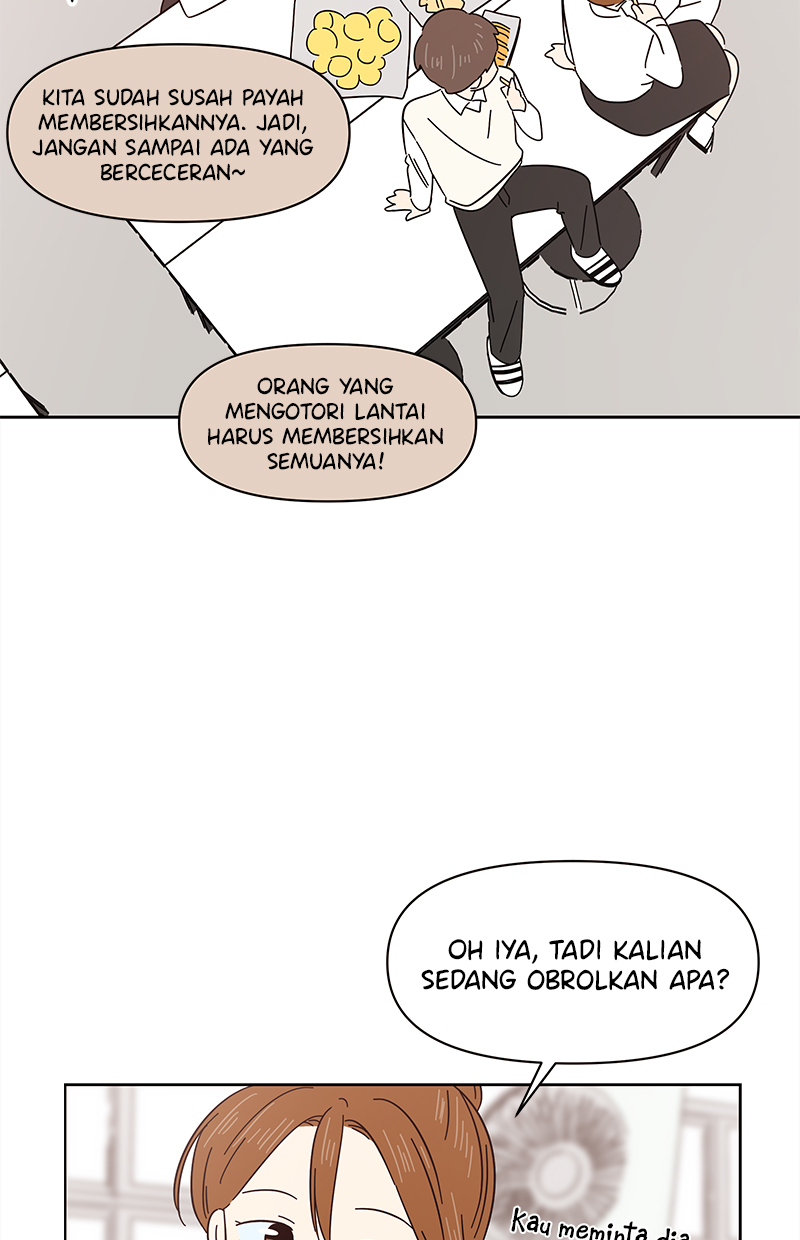 KITA SUDAH SUSAH PAYAH
MEMBERSIHKANNYA. JADI,
JANGAN SAMPAI ADA YANG
BERCECERAN~
ORANG YANG
MENGOTORI LANTAI
HARUS MEMBERSIHKAN
SEMUANYA!
OH IYA, TADI KALIAN
SEDANG OBROLKAN APA?
Kau meminta dia